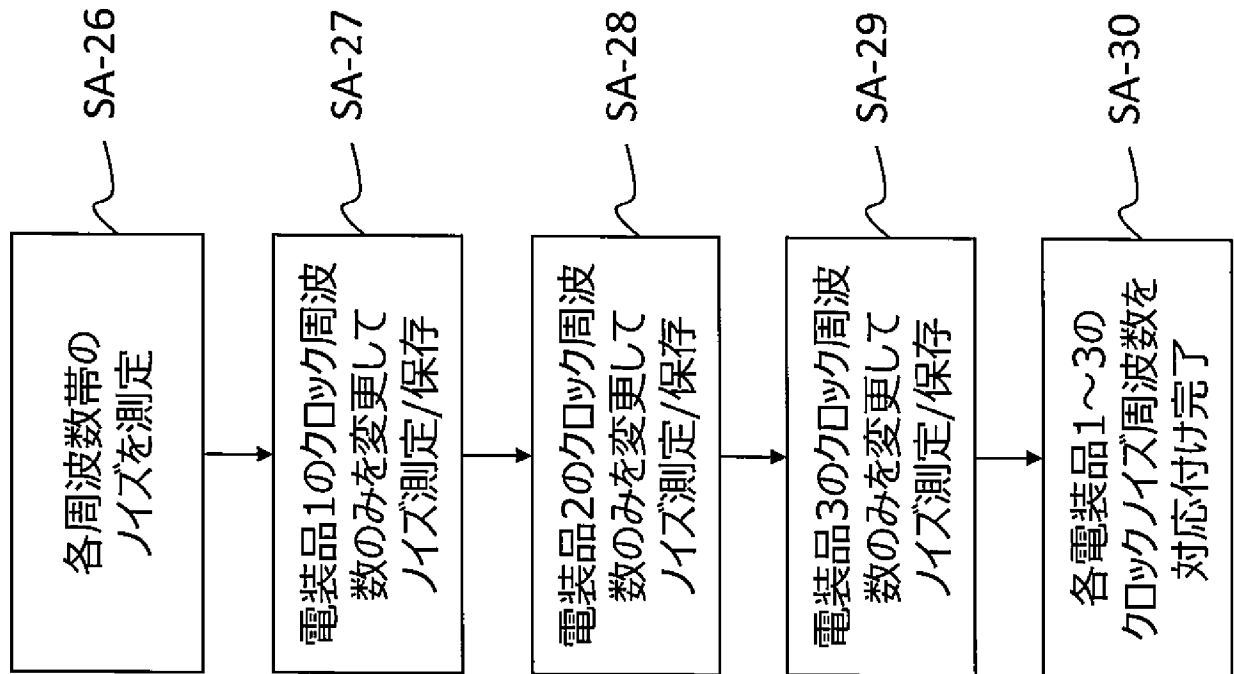 各周波数帯の
ノイズを測定
SA-26
電装品1のクロック周波
数のみを変更して
ノイズ測定/保存
SA-27
電装品2のクロック周波
数のみを変更して
ノイズ測定/保存
SA-28
電装品3のクロック周波
数のみを変更して
ノイズ測定/保存
SA-29
各電装品1～3の
クロックノイズ周波数を
対応付け完了
SA-30